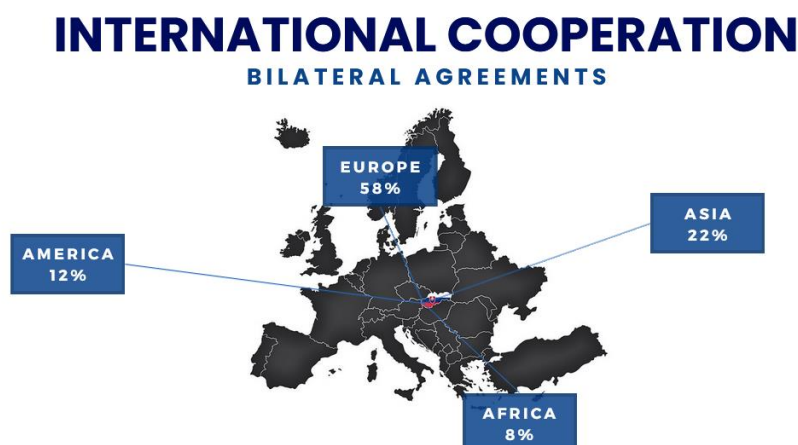 INTERNATIONAL COOPERATION
BILATERAL AGREEMENTS
EUROPE
58%
ASIA
22%
AMERICA
12%
AFRICA
8%